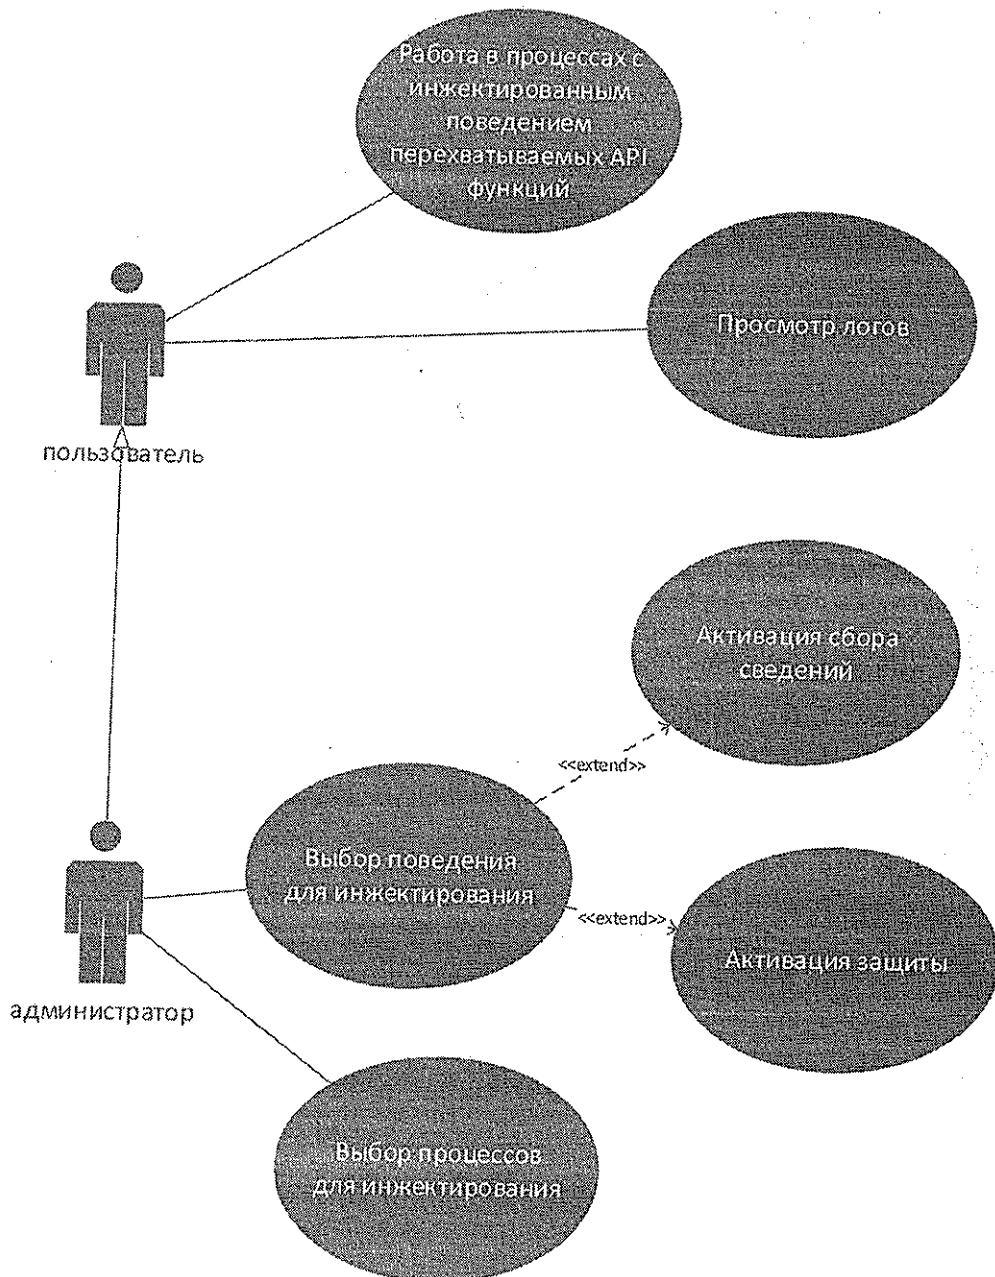 Работа в процессах с
инжектированным
поведением
перехватываемых API
функций
Просмотр логов
пользователь
Активация сбора
сведений
<<extend>>
Выбор поведения
для инжектирования
<<extend>>
Активация защиты
администратор
Выбор процессов
для инжектирования